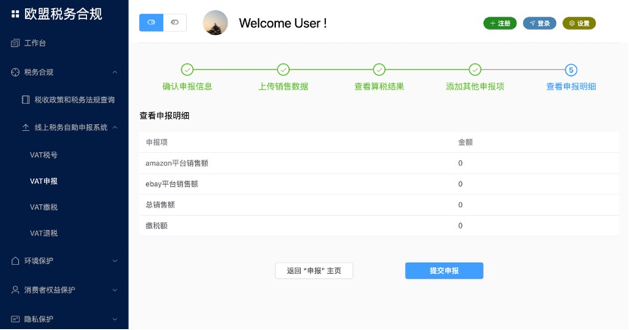 欧盟税务合规
工作台
税务合规
税收政策和税务法规查询
线上税务自助申报系统
VAT税号
VAT申报
VAT缴税
VAT退税
环境保护
消费者权益保护
隐私保护
Welcome User !
注册
登录
设置
确认申报信息
上传销售数据
查看算税结果
添加其他申报项
5
查看申报明细
查看申报明细
申报项 金额
amazon平台销售额 0
ebay平台销售额 0
总销售额 0
缴税额 0
返回 "申报" 主页
提交申报